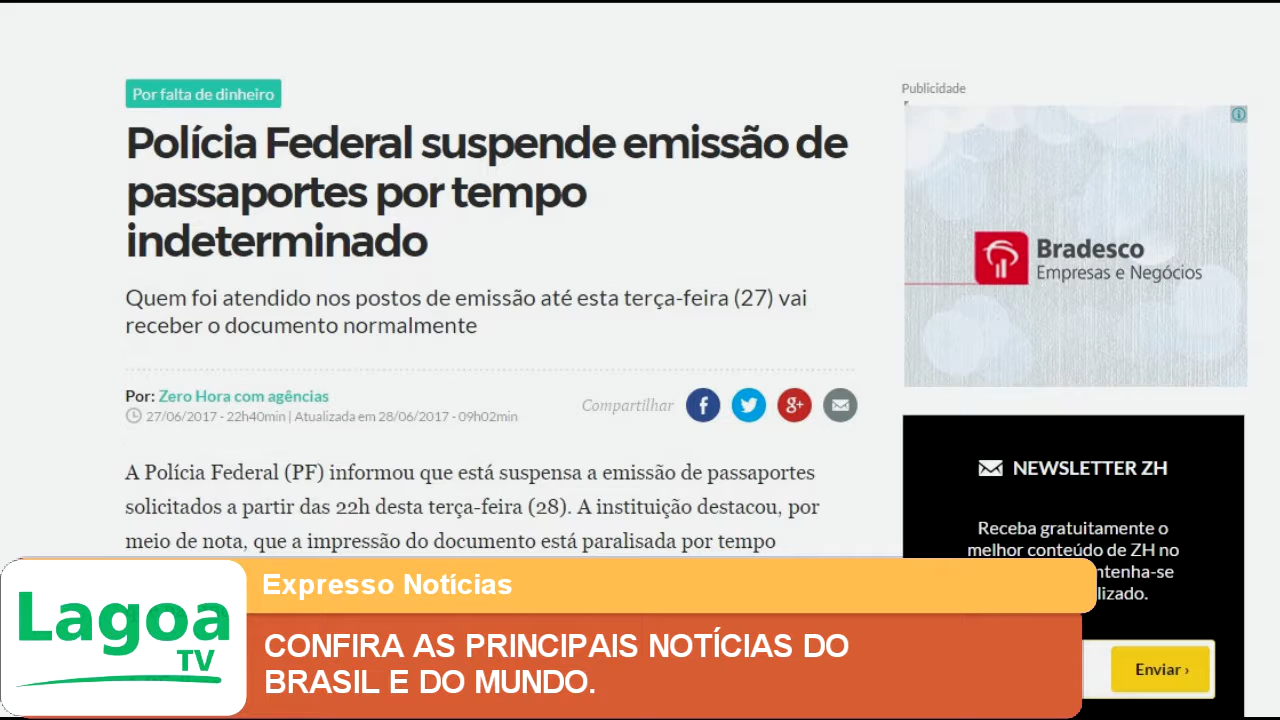 Por falta de dinheiro
Polícia Federal suspende emissão de
passaportes por tempo
indeterminado
Quem foi atendido nos postos de emissão até esta terça-feira (27) vai
receber o documento normalmente
Por: Zero Hora com agências
27/06/2017 - 22h40min | Atualizada em 28/06/2017 - 09h02min
Compartilhar
A Polícia Federal (PF) informou que está suspensa a emissão de passaportes
solicitados a partir das 22h desta terça-feira (28). A instituição destacou, por
meio de nota, que a impressão do documento está paralisada por tempo
Publicidade
Bradesco
Empresas e Negócios
NEWSLETTER ZH
Receba gratuitamente o
melhor conteúdo de ZH no
ntenha-se
lizado.
Enviar ›
Lagoa
TV
Expresso Notícias
CONFIRA AS PRINCIPAIS NOTÍCIAS DO
BRASIL E DO MUNDO.